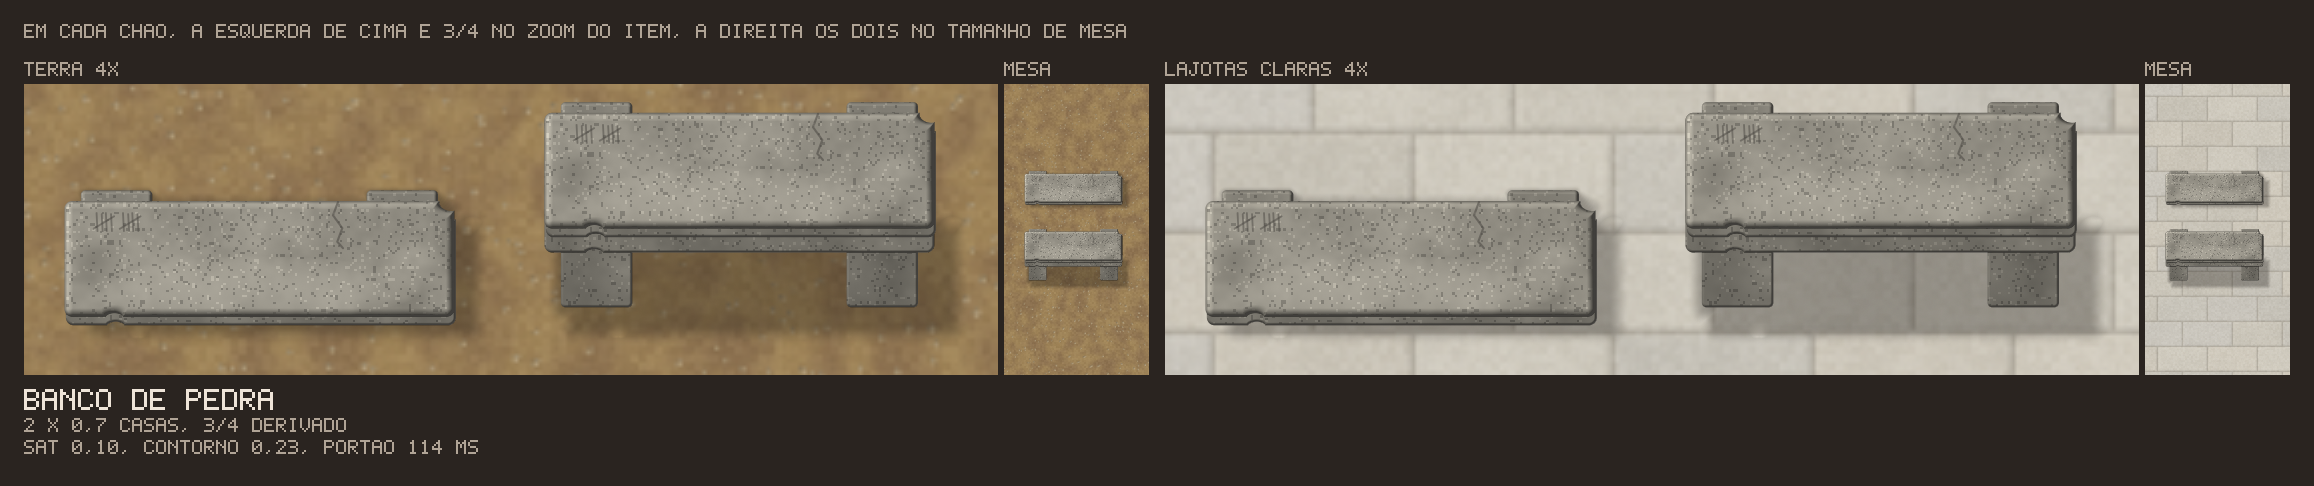 EM CADA CHAO, A ESQUERDA DE CIMA E 3/4 NO ZOOM DO ITEM, A DIREITA OS DOIS NO TAMANHO DE MESA
TERRA 4X
MESA
LAJOTAS CLARAS 4X
MESA
BANCO DE PEDRA
2 X 0,7 CASAS, 3/4 DERIVADO
SAT 0,10, CONTORNO 0,23, PORTAO 114 MS